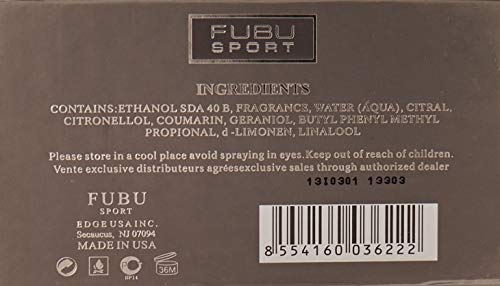 FUBU
SPORT
INGREDIENTS
CONTAINS:ETHANOL SDA 40 B, FRAGRANCE, WATER (ÁQUA), CITRAL,
CITRONELLOL, COUMARIN, GERANIOL, BUTYL PHENYL METHYL
PROPIONAL, d -LIMONEN, LINALOOL
Please store in a cool place avoid spraying in eyes.Keep out of reach of children.
Vente exclusive distributeurs agréesexclusive sales through authorized dealer
13I0301 13303
FUBU
SPORT
EDGE USA INC.
Secaucus, NJ 07094
MADE IN USA
BP14
36M
8 554160 036222